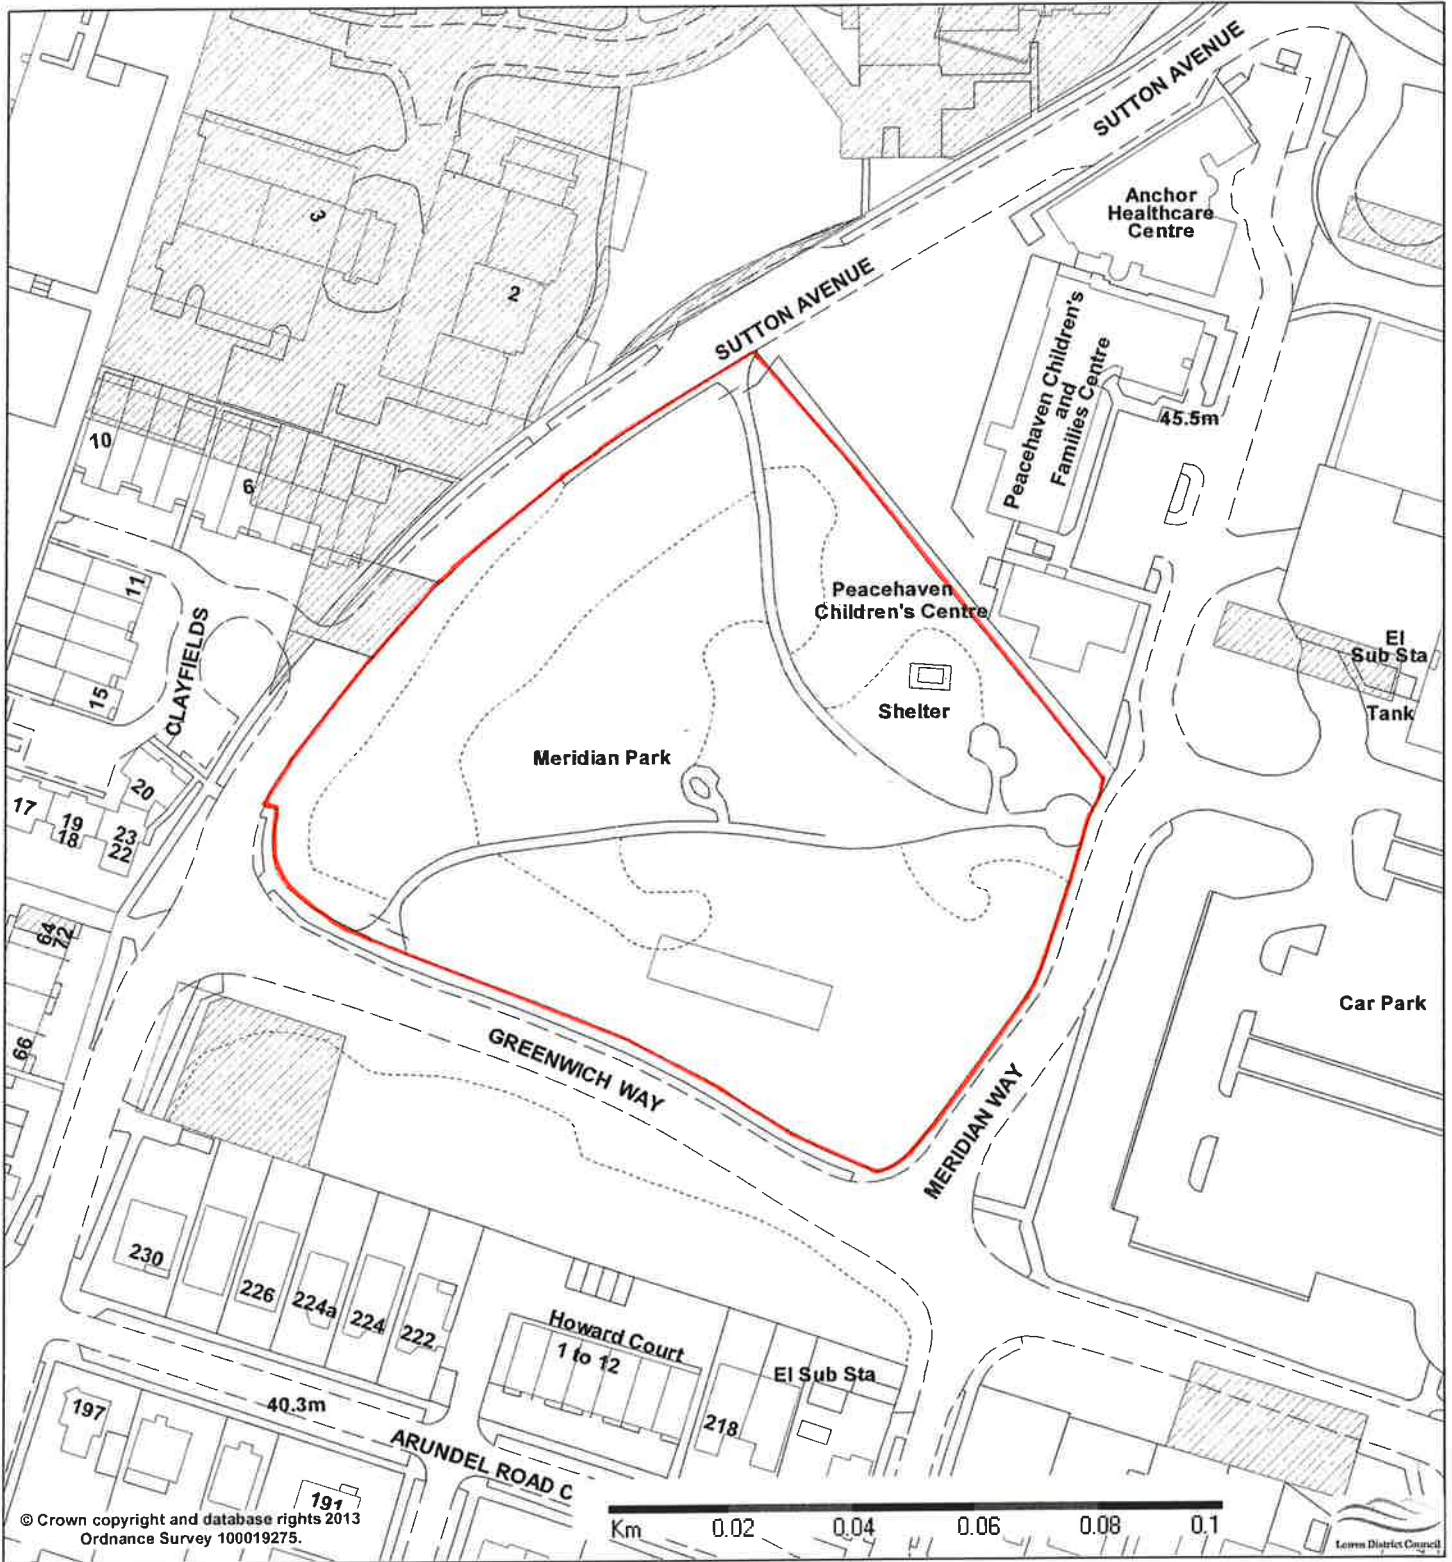 SUTTON AVENUE
Anchor
Healthcare
Centre
3
2
SUTTON AVENUE
Peacehaven Children's
and
Families Centre
45.5m
10
6
11
CLAYFIELDS
15
Peacehaven
Children's Centre
Shelter
El
Sub Sta
Tank
Meridian Park
20
17
19
18
23
22
64
72
66
Car Park
GREENWICH WAY
MERIDIAN WAY
230
226
224a
224
222
Howard Court
1 to 12
El Sub Sta
218
40.3m
197
ARUNDEL ROAD C
191
© Crown copyright and database rights 2013
Ordnance Survey 100019275.
Km 0.02 0.04 0.06 0.08 0.1
Lewes District Council